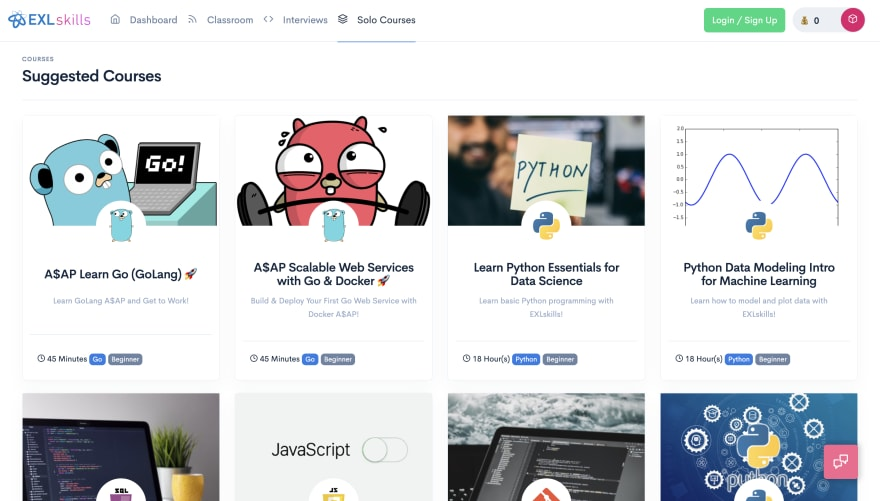 EXLskills
Dashboard
Classroom
Interviews
Solo Courses
Login / Sign Up
0
COURSES
Suggested Courses
Go!
PYTHON
2.0
1.5
1.0
0.5
0.0
−0.5
−1.0
−1.5
A$AP Learn Go (GoLang) 🚀
Learn GoLang A$AP and Get to Work!
45 Minutes Go Beginner
A$AP Scalable Web Services
with Go & Docker 🚀
Build & Deploy Your First Go Web Service with
Docker A$AP!
45 Minutes Go Beginner
Learn Python Essentials for
Data Science
Learn basic Python programming with
EXLskills!
18 Hour(s) Python Beginner
Python Data Modeling Intro
for Machine Learning
Learn how to model and plot data with
EXLskills!
18 Hour(s) Python Beginner
SQL
JavaScript
JS
python